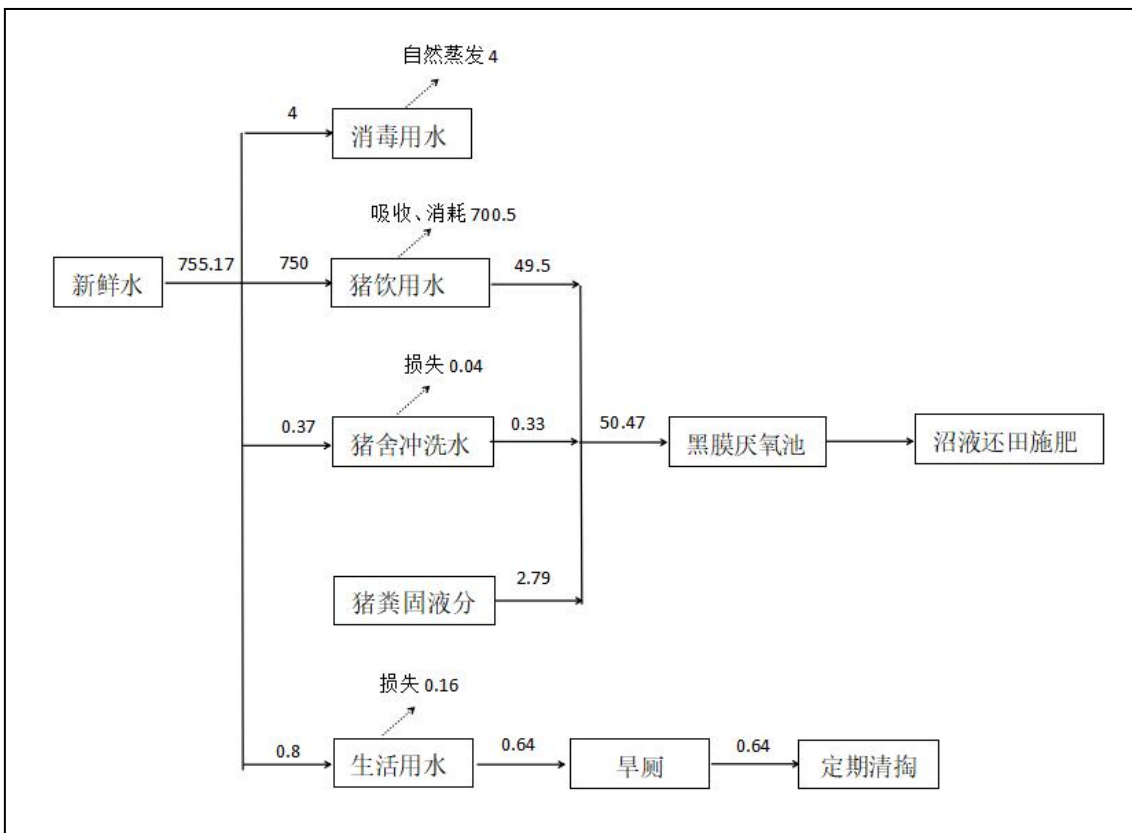 自然蒸发 4
4
消毒用水
吸收、消耗 700.5
新鲜水
755.17
750
猪饮用水
49.5
损失 0.04
0.37
猪舍冲洗水
0.33
50.47
黑膜厌氧池
沼液还田施肥
猪粪固液分
2.79
损失 0.16
0.8
生活用水
0.64
旱厕
0.64
定期清掏